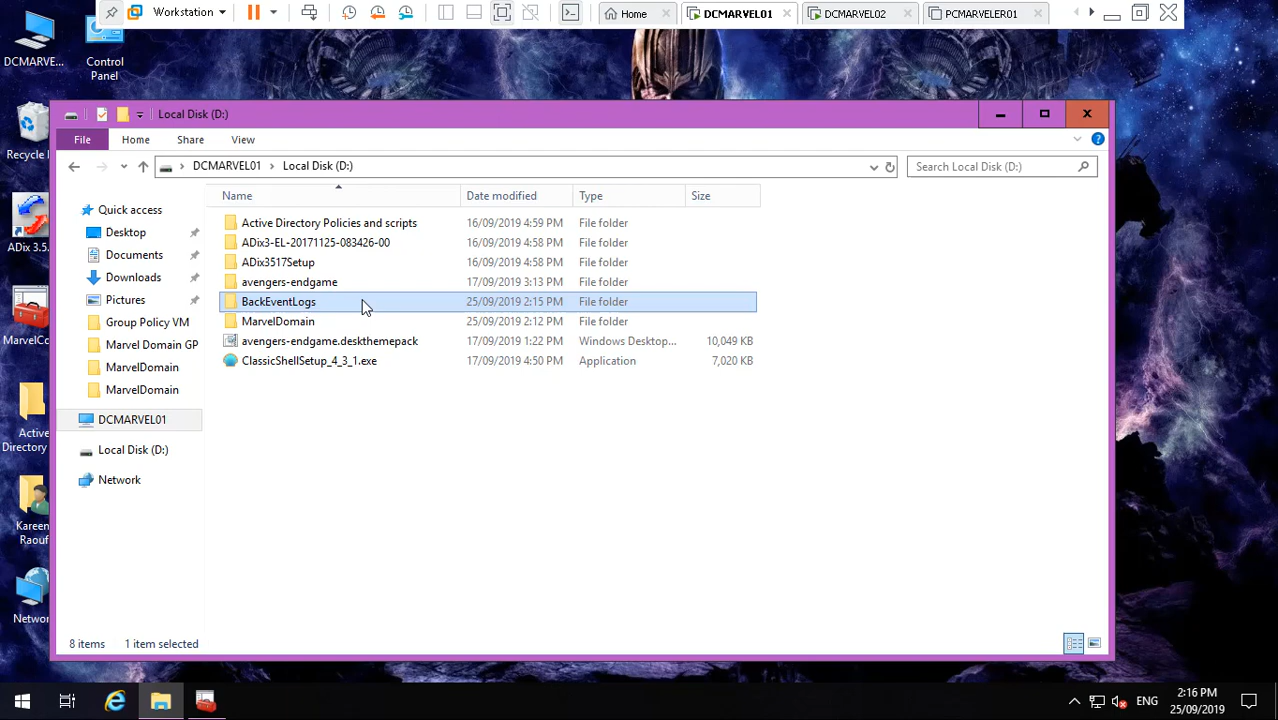 Workstation
Home
DCMARVEL01
DCMARVEL02
PCMARVELER01
DCMARVE...
Control
Panel
Recycle
ADix 3.5.
MarvelCo
Active
Directory
Kareen
Raouf
Networ
Local Disk (D:)
File
Home
Share
View
DCMARVEL01
Local Disk (D:)
Search Local Disk (D:)
Name Date modified Type Size
Quick access
Desktop
Documents
Downloads
Pictures
Group Policy VM
Marvel Domain GP
MarvelDomain
MarvelDomain
DCMARVEL01
Local Disk (D:)
Network
Active Directory Policies and scripts 16/09/2019 4:59 PM File folder
ADix3-EL-20171125-083426-00 16/09/2019 4:58 PM File folder
ADix3517Setup 16/09/2019 4:58 PM File folder
avengers-endgame 17/09/2019 3:13 PM File folder
BackEventLogs 25/09/2019 2:15 PM File folder
MarvelDomain 25/09/2019 2:12 PM File folder
avengers-endgame.deskthemepack 17/09/2019 1:22 PM Windows Desktop... 10,049 KB
ClassicShellSetup_4_3_1.exe 17/09/2019 4:50 PM Application 7,020 KB
8 items 1 item selected
ENG
2:16 PM
25/09/2019